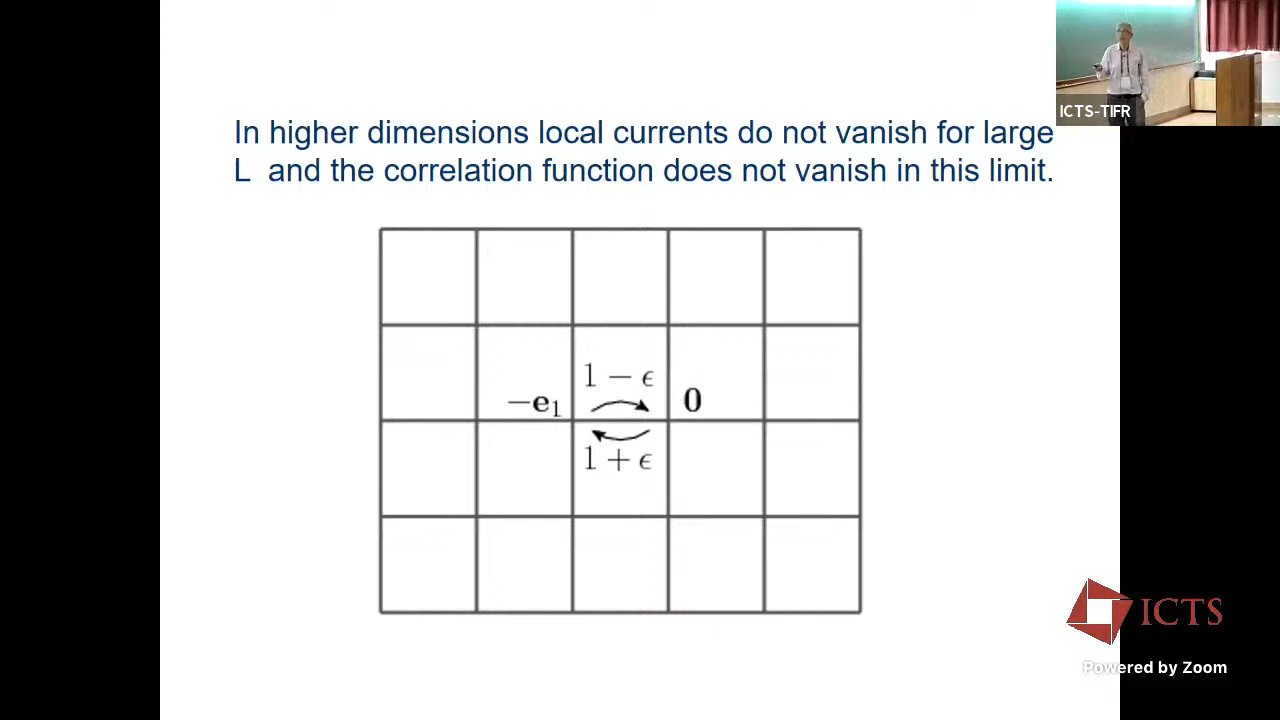 In higher dimensions local currents do not vanish for large
L and the correlation function does not vanish in this limit.
1 − ϵ
−e₁
0
1 + ϵ
ICTS-TIFR
ICTS
Powered by Zoom